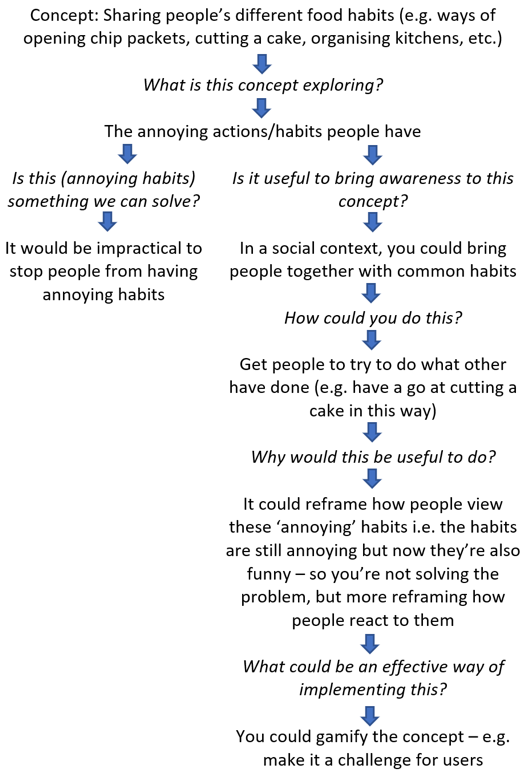 Concept: Sharing people’s different food habits (e.g. ways of
opening chip packets, cutting a cake, organising kitchens, etc.)
What is this concept exploring?
The annoying actions/habits people have
Is this (annoying habits)
something we can solve?
It would be impractical to
stop people from having
annoying habits
Is it useful to bring awareness to this
concept?
In a social context, you could bring
people together with common habits
How could you do this?
Get people to try to do what other
have done (e.g. have a go at cutting a
cake in this way)
Why would this be useful to do?
It could reframe how people view
these ‘annoying’ habits i.e. the habits
are still annoying but now they’re also
funny – so you’re not solving the
problem, but more reframing how
people react to them
What could be an effective way of
implementing this?
You could gamify the concept – e.g.
make it a challenge for users